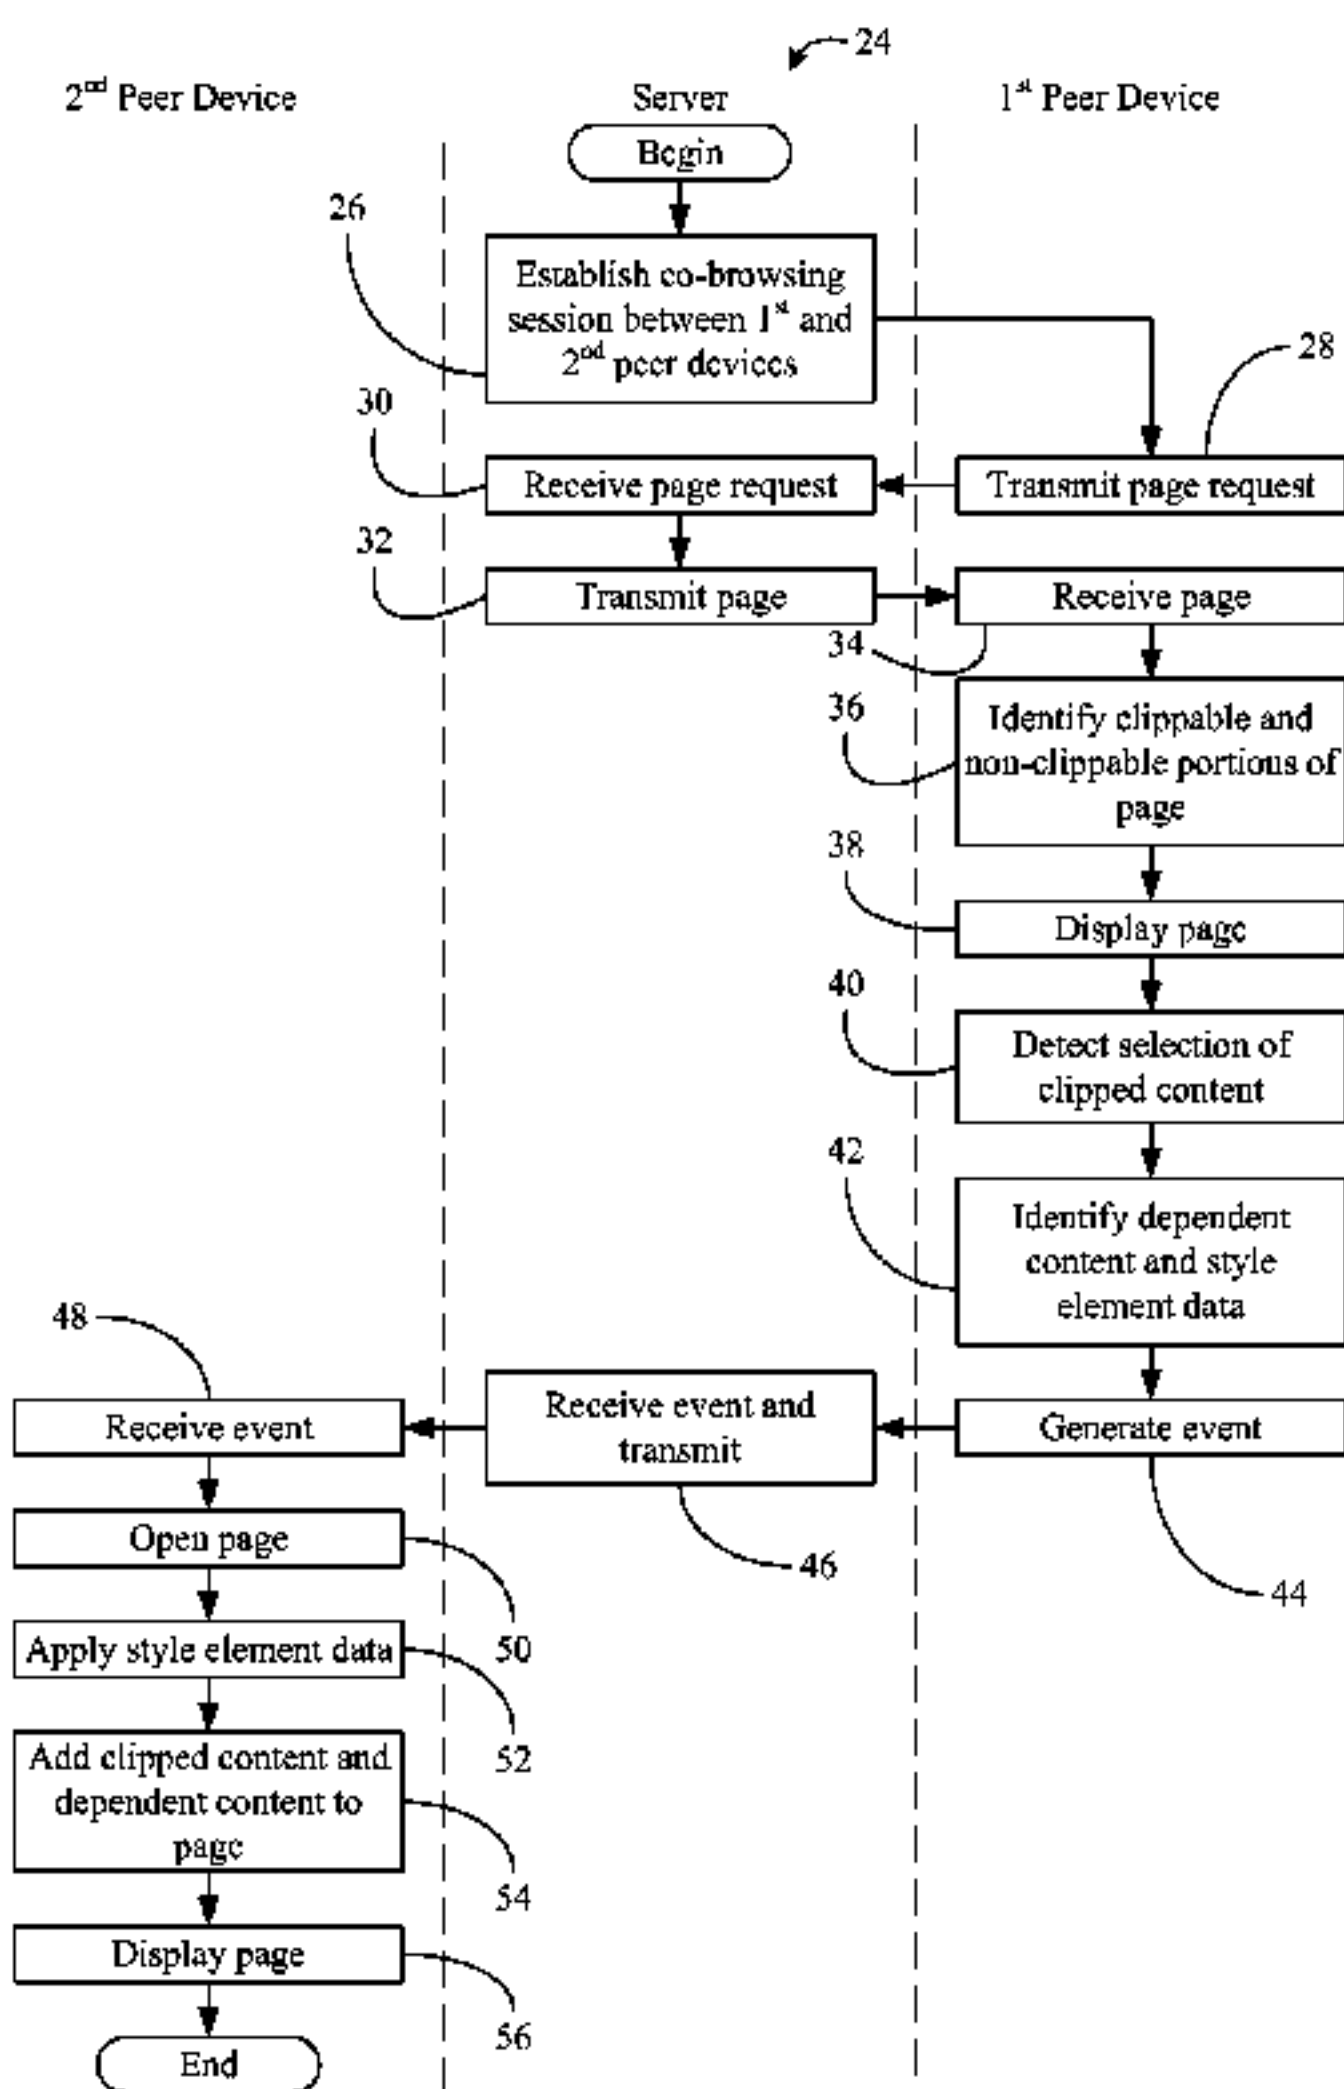 24
2nd Peer Device
Server
1st Peer Device
Begin
26
Establish co-browsing
session between 1st and
2nd peer devices
28
30
Receive page request
Transmit page request
32
Transmit page
Receive page
34
36
Identify clippable and
non-clippable portions of
page
38
Display page
40
Detect selection of
clipped content
42
Identify dependent
content and style
element data
48
Receive event
Receive event and
transmit
Generate event
46
44
Open page
50
Apply style element data
52
Add clipped content and
dependent content to
page
54
Display page
56
End